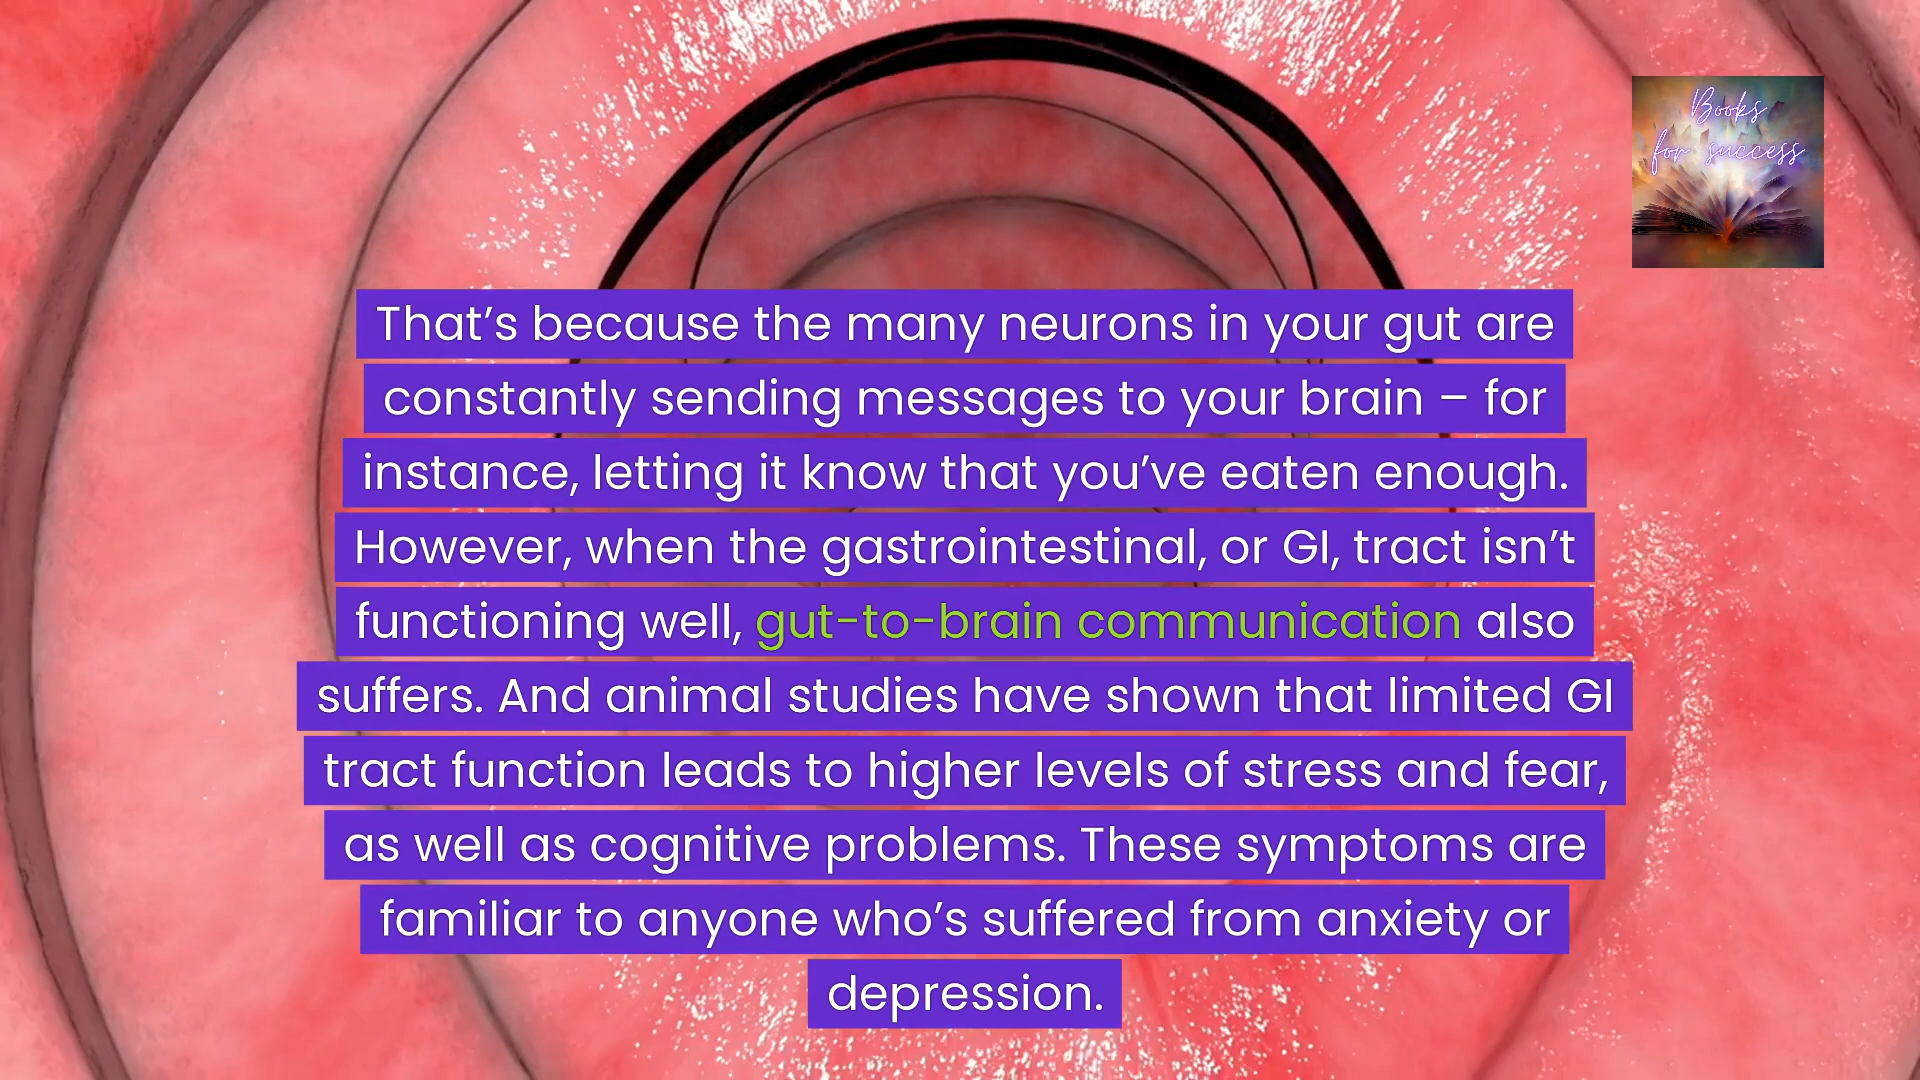 Books
for success
That’s because the many neurons in your gut are
constantly sending messages to your brain – for
instance, letting it know that you’ve eaten enough.
However, when the gastrointestinal, or GI, tract isn’t
functioning well, gut-to-brain communication also
suffers. And animal studies have shown that limited GI
tract function leads to higher levels of stress and fear,
as well as cognitive problems. These symptoms are
familiar to anyone who’s suffered from anxiety or
depression.